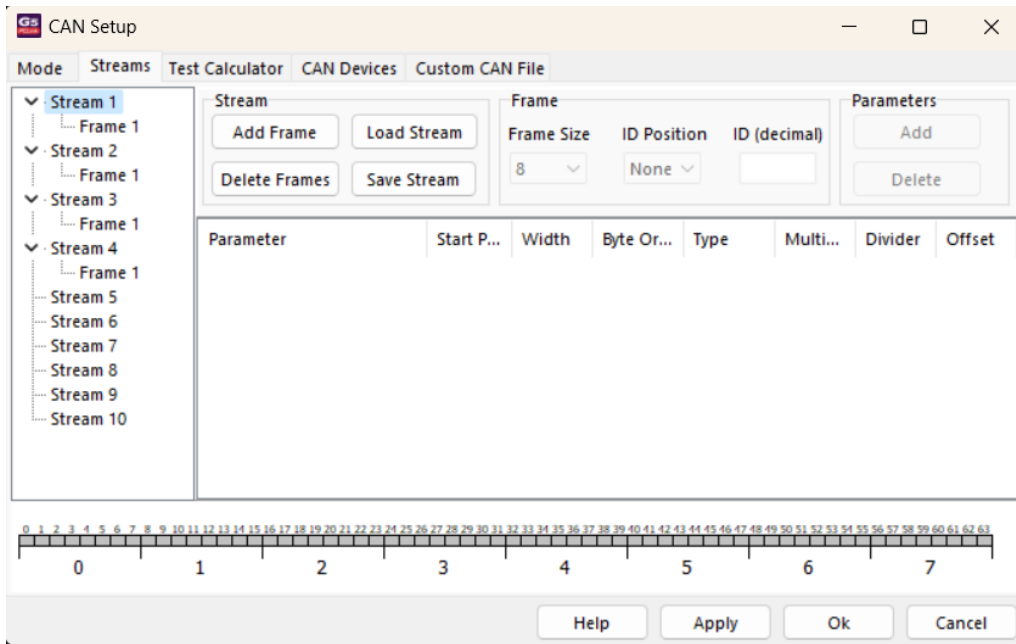 G5
CAN Setup
Mode Streams Test Calculator CAN Devices Custom CAN File
Stream 1
Frame 1
Stream 2
Frame 1
Stream 3
Frame 1
Stream 4
Frame 1
Stream 5
Stream 6
Stream 7
Stream 8
Stream 9
Stream 10
Stream
Add Frame Load Stream
Delete Frames Save Stream
Frame
Frame Size ID Position ID (decimal)
8 None
Parameters
Add
Delete
Parameter Start P... Width Byte Or... Type Multi... Divider Offset
0 1 2 3 4 5 6 7 8 9 10 11 12 13 14 15 16 17 18 19 20 21 22 23 24 25 26 27 28 29 30 31 32 33 34 35 36 37 38 39 40 41 42 43 44 45 46 47 48 49 50 51 52 53 54 55 56 57 58 59 60 61 62 63
0 1 2 3 4 5 6 7
Help Apply Ok Cancel